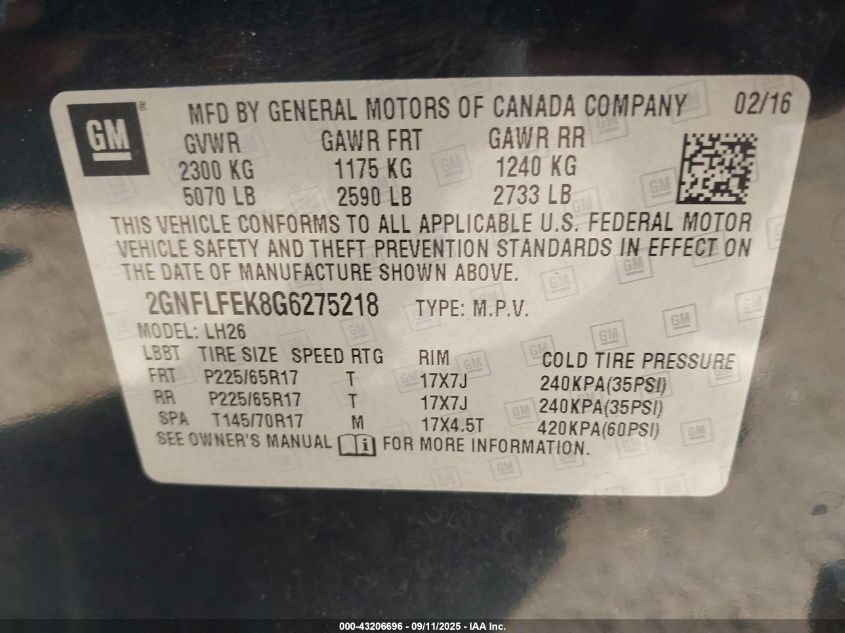 GM ® MFD BY GENERAL MOTORS OF CANADA COMPANY 02/16
GVWR GAWR FRT GAWR RR
2300 KG 1175 KG 1240 KG
5070 LB 2590 LB 2733 LB
THIS VEHICLE CONFORMS TO ALL APPLICABLE U.S. FEDERAL MOTOR
VEHICLE SAFETY AND THEFT PREVENTION STANDARDS IN EFFECT ON
THE DATE OF MANUFACTURE SHOWN ABOVE.
2GNFLFEK8G6275218 TYPE: M.P.V.
MODEL: LH26
LBBT TIRE SIZE SPEED RTG RIM COLD TIRE PRESSURE
FRT P225/65R17 T 17X7J 240KPA(35PSI)
RR P225/65R17 T 17X7J 240KPA(35PSI)
SPA T145/70R17 M 17X4.5T 420KPA(60PSI)
SEE OWNER'S MANUAL FOR MORE INFORMATION.
000-43206696 - 09/11/2025 - IAA Inc.